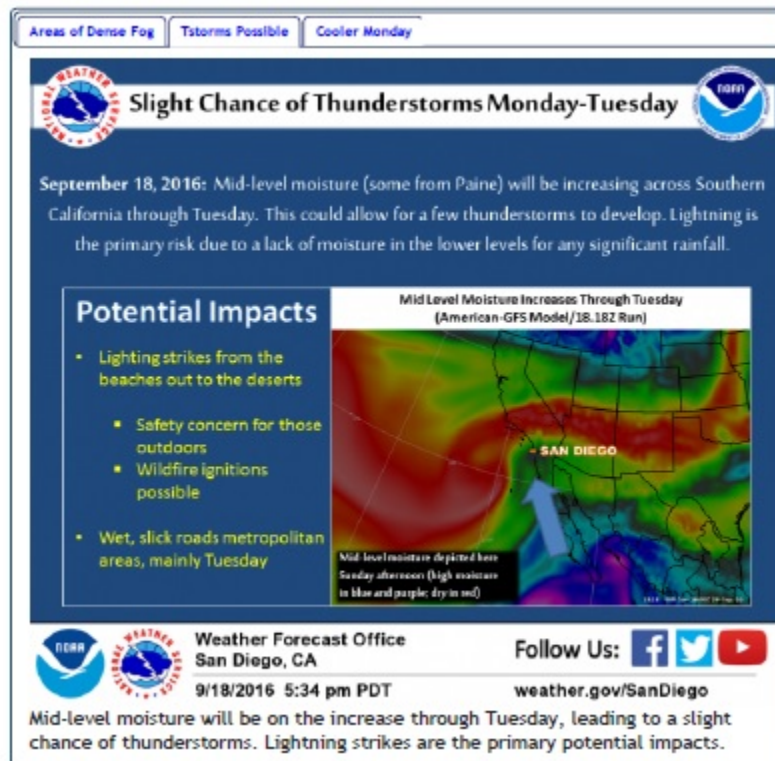 Areas of Dense Fog Tstorms Possible Cooler Monday
NATIONAL WEATHER SERVICE
Slight Chance of Thunderstorms Monday-Tuesday
NOAA
September 18, 2016: Mid-level moisture (some from Paine) will be increasing across Southern
California through Tuesday. This could allow for a few thunderstorms to develop. Lightning is
the primary risk due to a lack of moisture in the lower levels for any significant rainfall.
Potential Impacts
• Lighting strikes from the
beaches out to the deserts
▪ Safety concern for those
outdoors
▪ Wildfire ignitions
possible
• Wet, slick roads metropolitan
areas, mainly Tuesday
Mid Level Moisture Increases Through Tuesday
(American-GFS Model/18.18Z Run)
SAN DIEGO
Mid-level moisture depicted here
Sunday afternoon (high moisture
in blue and purple; dry in red)
NOAA
NATIONAL WEATHER SERVICE
Weather Forecast Office
San Diego, CA
9/18/2016 5:34 pm PDT
Follow Us:
weather.gov/SanDiego
Mid-level moisture will be on the increase through Tuesday, leading to a slight
chance of thunderstorms. Lightning strikes are the primary potential impacts.